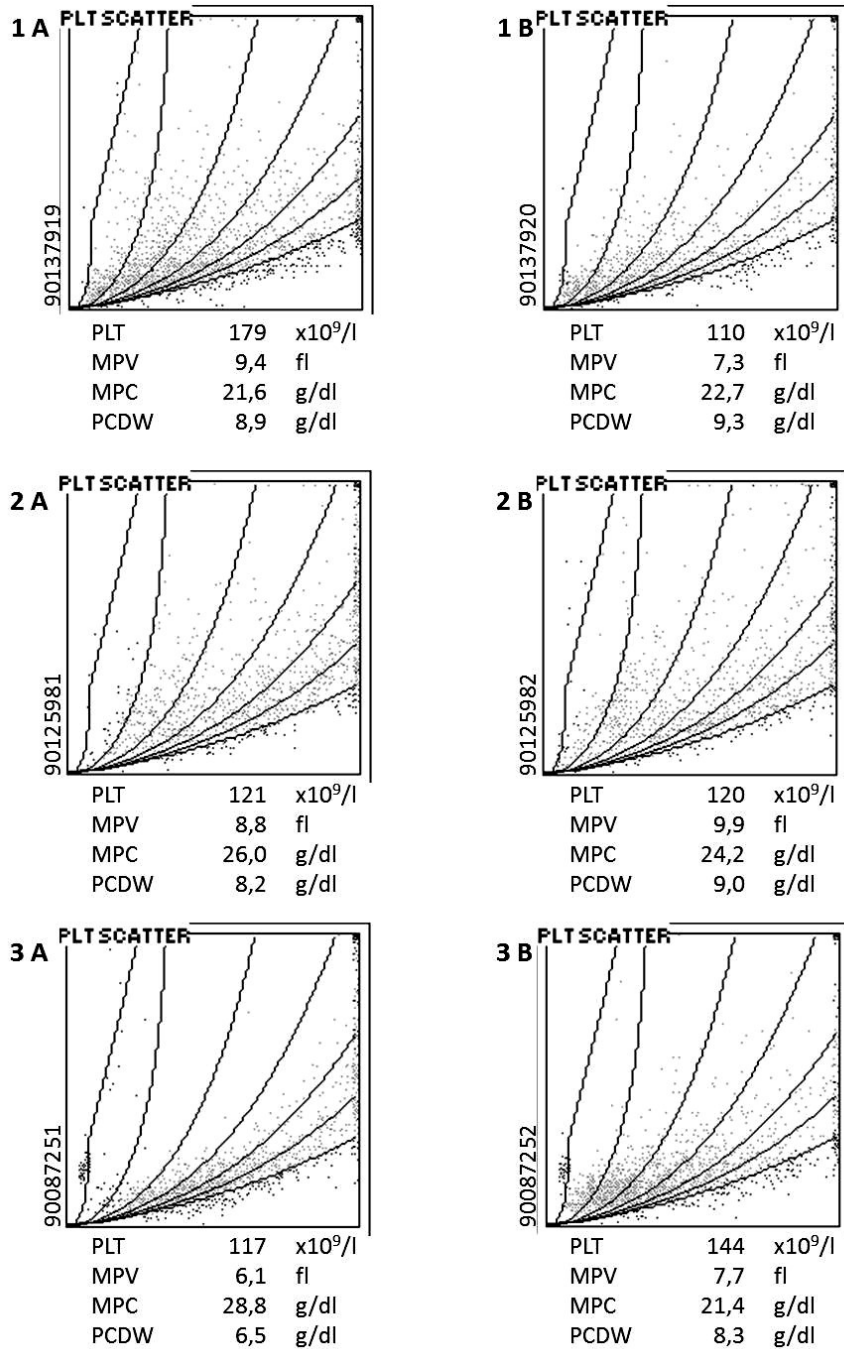 1 A
PLT SCATTER
90137919
PLT 179 x10⁹/l
MPV 9,4 fl
MPC 21,6 g/dl
PCDW 8,9 g/dl
1 B
PLT SCATTER
90137920
PLT 110 x10⁹/l
MPV 7,3 fl
MPC 22,7 g/dl
PCDW 9,3 g/dl
2 A
PLT SCATTER
90125981
PLT 121 x10⁹/l
MPV 8,8 fl
MPC 26,0 g/dl
PCDW 8,2 g/dl
2 B
PLT SCATTER
90125982
PLT 120 x10⁹/l
MPV 9,9 fl
MPC 24,2 g/dl
PCDW 9,0 g/dl
3 A
PLT SCATTER
90087251
PLT 117 x10⁹/l
MPV 6,1 fl
MPC 28,8 g/dl
PCDW 6,5 g/dl
3 B
PLT SCATTER
90087252
PLT 144 x10⁹/l
MPV 7,7 fl
MPC 21,4 g/dl
PCDW 8,3 g/dl